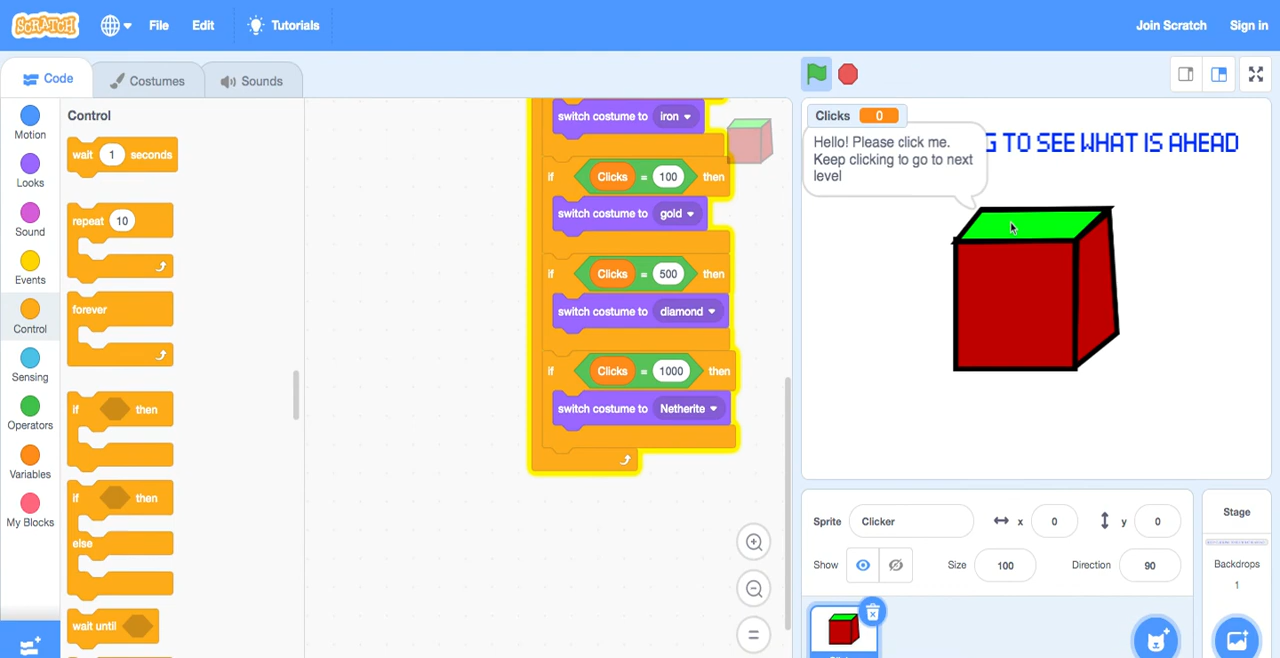 SCRATCH File Edit Tutorials Join Scratch Sign in
Code Costumes Sounds
Motion
Looks
Sound
Events
Control
Sensing
Operators
Variables
My Blocks
Control
wait 1 seconds
repeat 10
forever
if then
if then
else
wait until
switch costume to iron
if Clicks = 100 then
switch costume to gold
if Clicks = 500 then
switch costume to diamond
if Clicks = 1000 then
switch costume to Netherite
Clicks 0
Hello! Please click me.
Keep clicking to go to next
level
G TO SEE WHAT IS AHEAD
Sprite Clicker x 0 y 0
Show Size 100 Direction 90
Stage
Backdrops
1